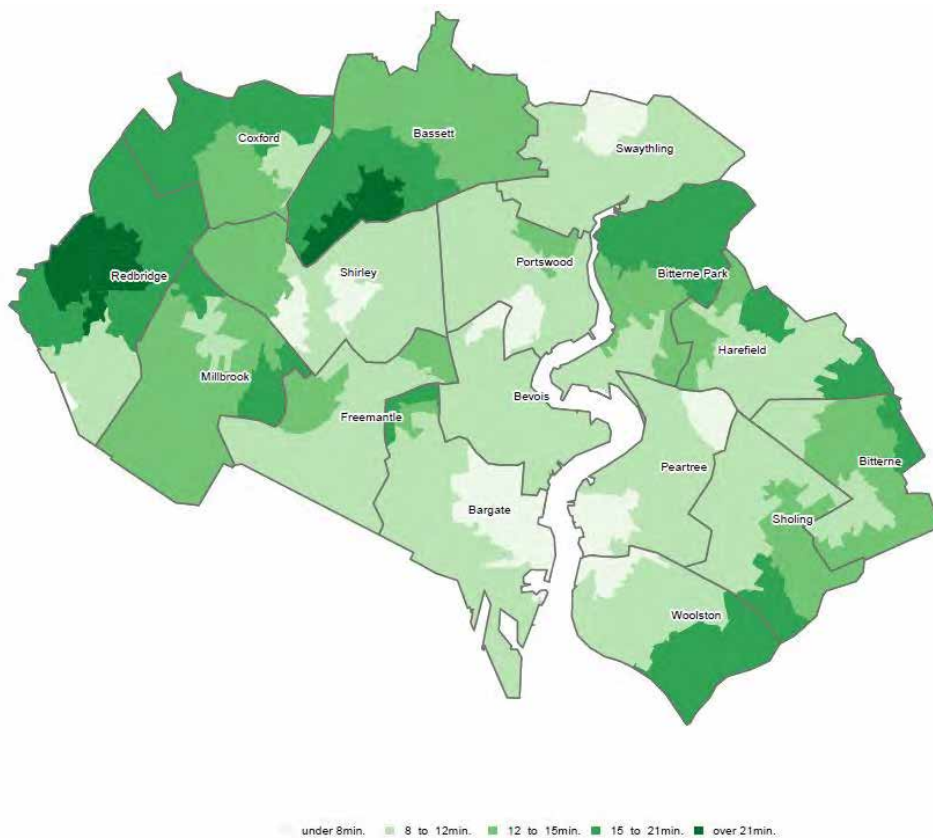 Bassett
Coxford
Swaythling
Portswood
Shirley
Redbridge
Bitterne Park
Harefield
Millbrook
Bevois
Freemantle
Bitterne
Peartree
Bargate
Sholing
Woolston
under 8min. 8 to 12min. 12 to 15min. 15 to 21min. over 21min.